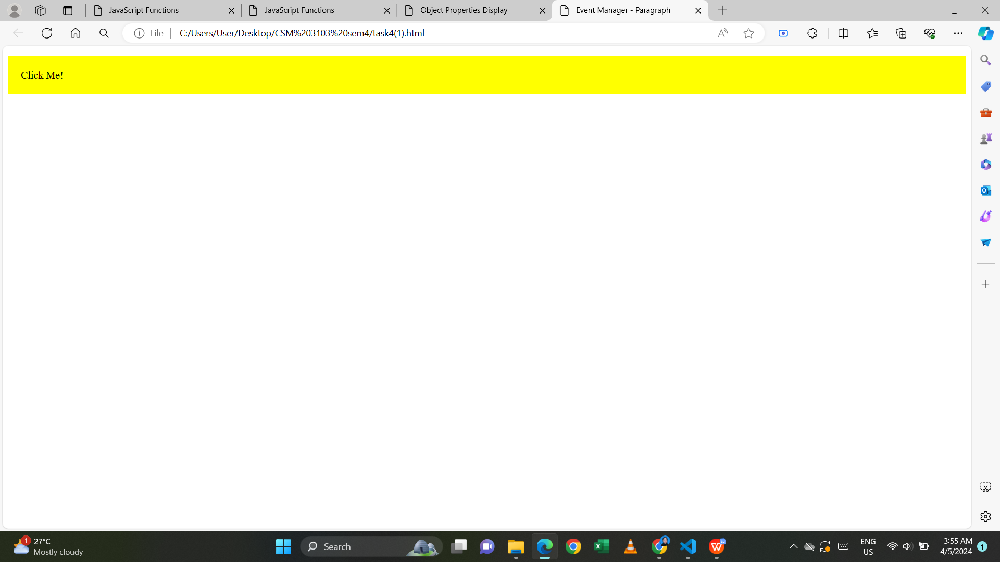 JavaScript Functions
JavaScript Functions
Object Properties Display
Event Manager - Paragraph
File
C:/Users/User/Desktop/CSM%203103%20sem4/task4(1).html
Click Me!
1
27°C
Mostly cloudy
Search
ENG
US
3:55 AM
4/5/2024
1